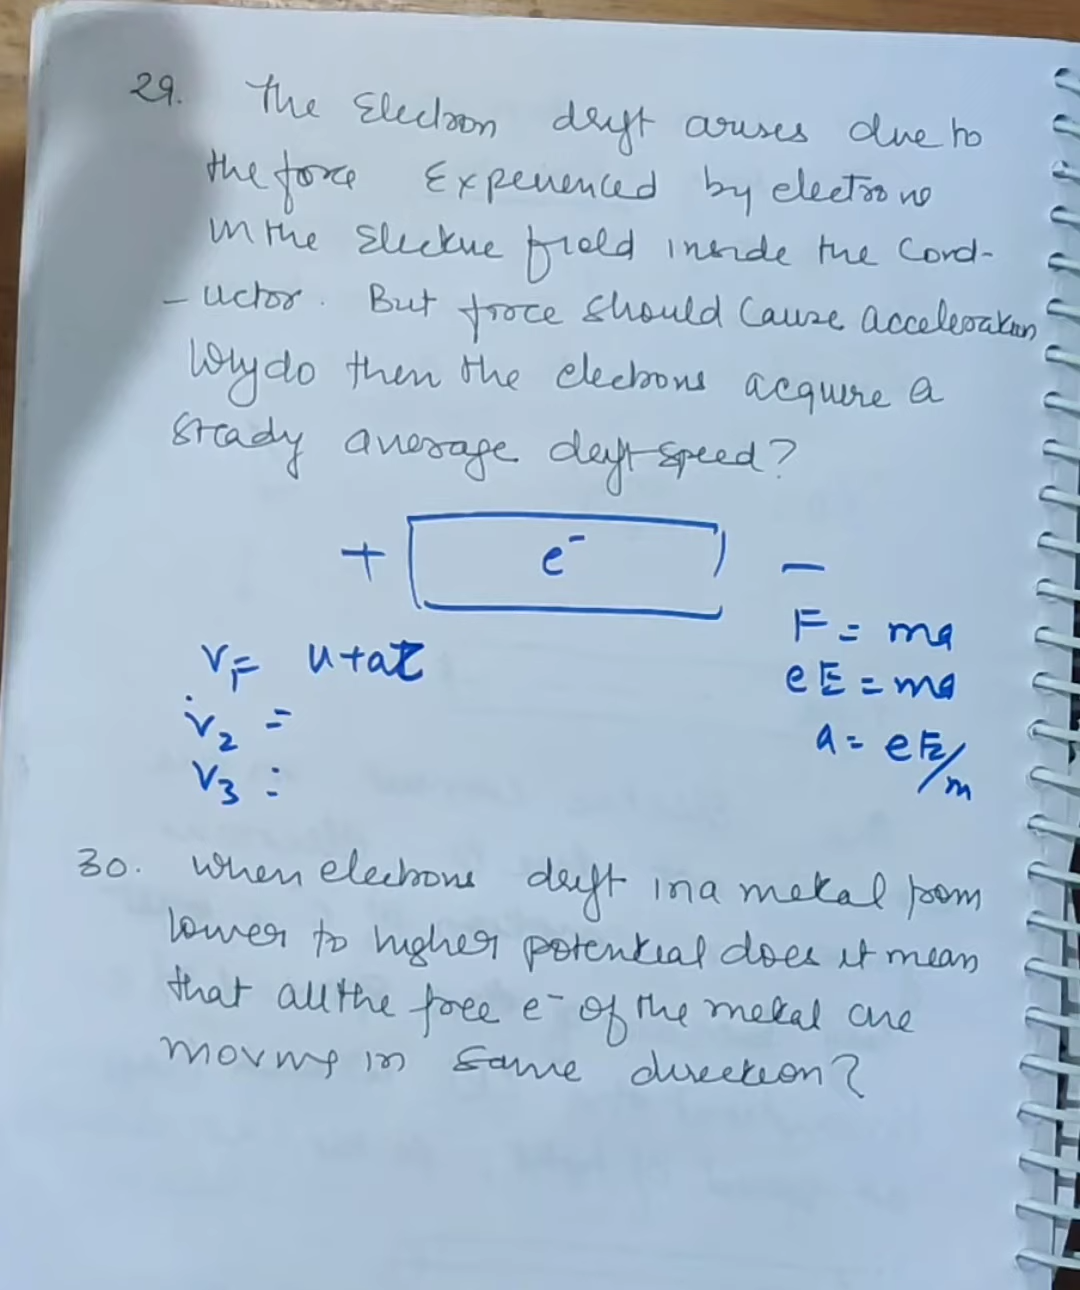 29. The Electron drift arises due to
the force Experienced by electrons
in the Electric field inside the Cond-
-uctor. But force should Cause acceleration
Why do then the electrons acquire a
steady average drift speed?
+ e⁻ −
F = ma
v₁= u+at
eE = ma
v₂ =
a = eE/m
v₃ =
30. when electrons drift in a metal from
lower to higher potential does it mean
that all the free e⁻ of the metal are
moving in same direction?